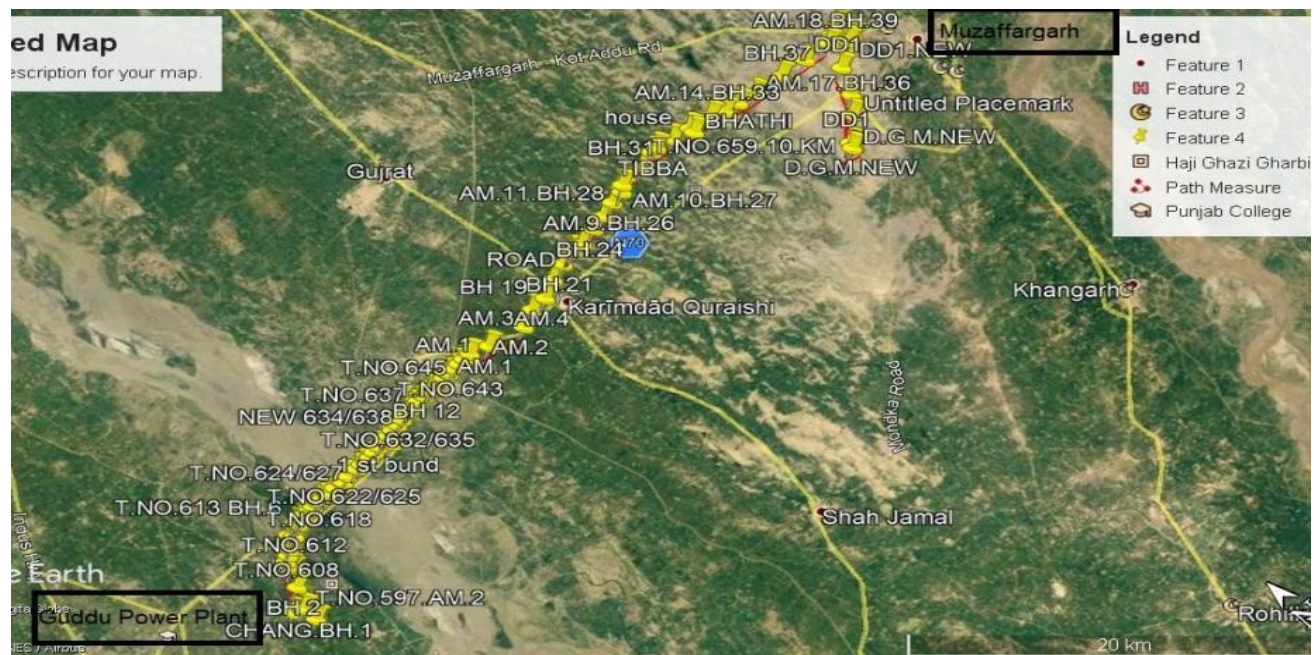 ed Map
escription for your map.
AM.18.BH.39
Muzaffargarh
Legend
Feature 1
Feature 2
Feature 3
Feature 4
Haji Ghazi Gharbi
Path Measure
Punjab College
BH.37
DD1
DD1.NEW
Muzaffargarh - Kot Addu Rd
AM.17.BH.36
AM.14.BH.33
Untitled Placemark
house
BHATHI
DD1
D.G.M.NEW
BH.31
T.NO.659.10.KM
TIBBA
D.G.M.NEW
Gujrat
AM.11.BH.28
AM.10.BH.27
AM.9.BH.26
N70
BH.24
ROAD
BH 19
BH.21
Karīmdād Quraishi
Khangarh
AM.3
AM.4
AM.1
AM.2
T.NO.645
AM.1
Mondka Road
T.NO.637
T.NO.643
NEW 634/638
BH 12
T.NO.632/635
1 st bund
T.NO.624/627
T.NO.622/625
T.NO.613 BH.6
T.NO.618
Shah Jamal
T.NO.612
e Earth
T.NO.608
T.NO.597.AM.2
Guddu Power Plant
BH.2
CHANG.BH.1
20 km